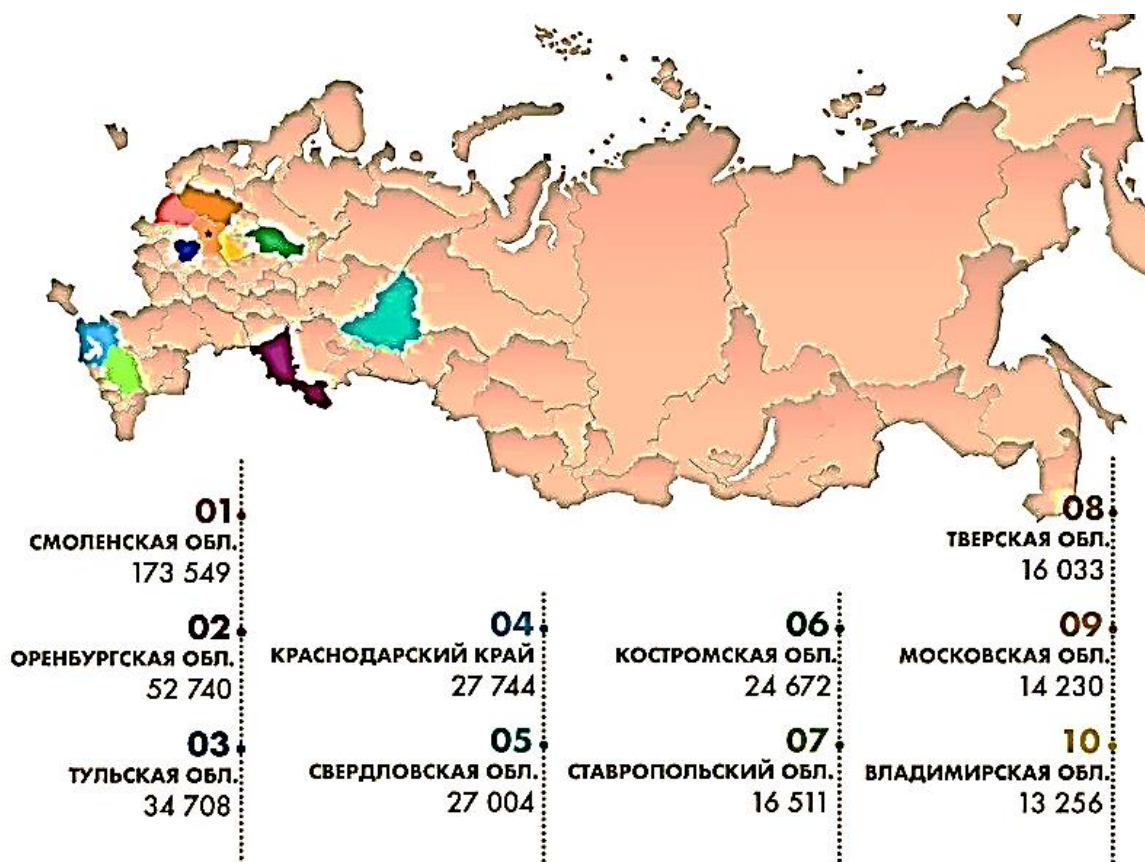 01
СМОЛЕНСКАЯ ОБЛ.
173 549
02
ОРЕНБУРГСКАЯ ОБЛ.
52 740
03
ТУЛЬСКАЯ ОБЛ.
34 708
04
КРАСНОДАРСКИЙ КРАЙ
27 744
05
СВЕРДЛОВСКАЯ ОБЛ.
27 004
06
КОСТРОМСКАЯ ОБЛ.
24 672
07
СТАВРОПОЛЬСКИЙ ОБЛ.
16 511
08
ТВЕРСКАЯ ОБЛ.
16 033
09
МОСКОВСКАЯ ОБЛ.
14 230
10
ВЛАДИМИРСКАЯ ОБЛ.
13 256